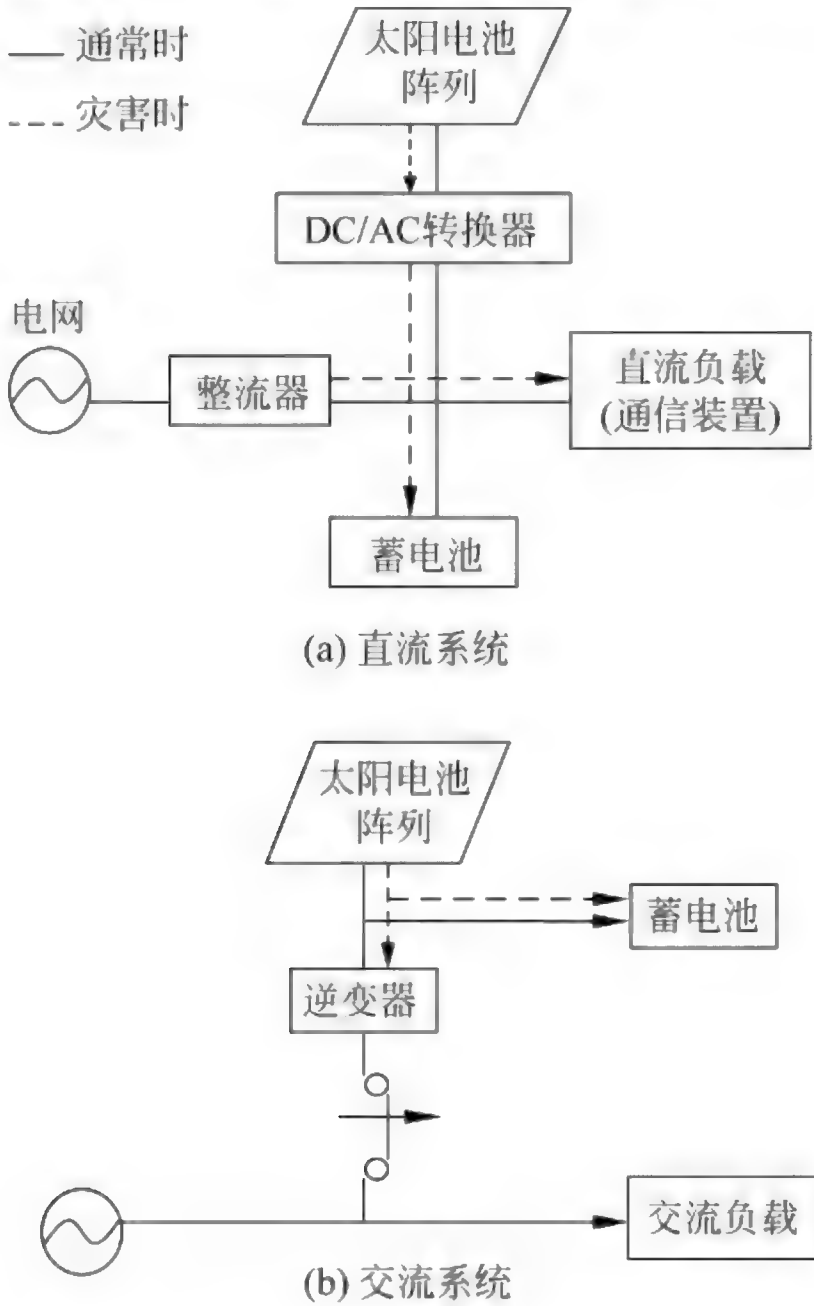 通常时
灾害时
太阳电池
阵列
DC/AC转换器
电网
整流器
直流负载
(通信装置)
蓄电池
(a) 直流系统
太阳电池
阵列
蓄电池
逆变器
交流负载
(b) 交流系统